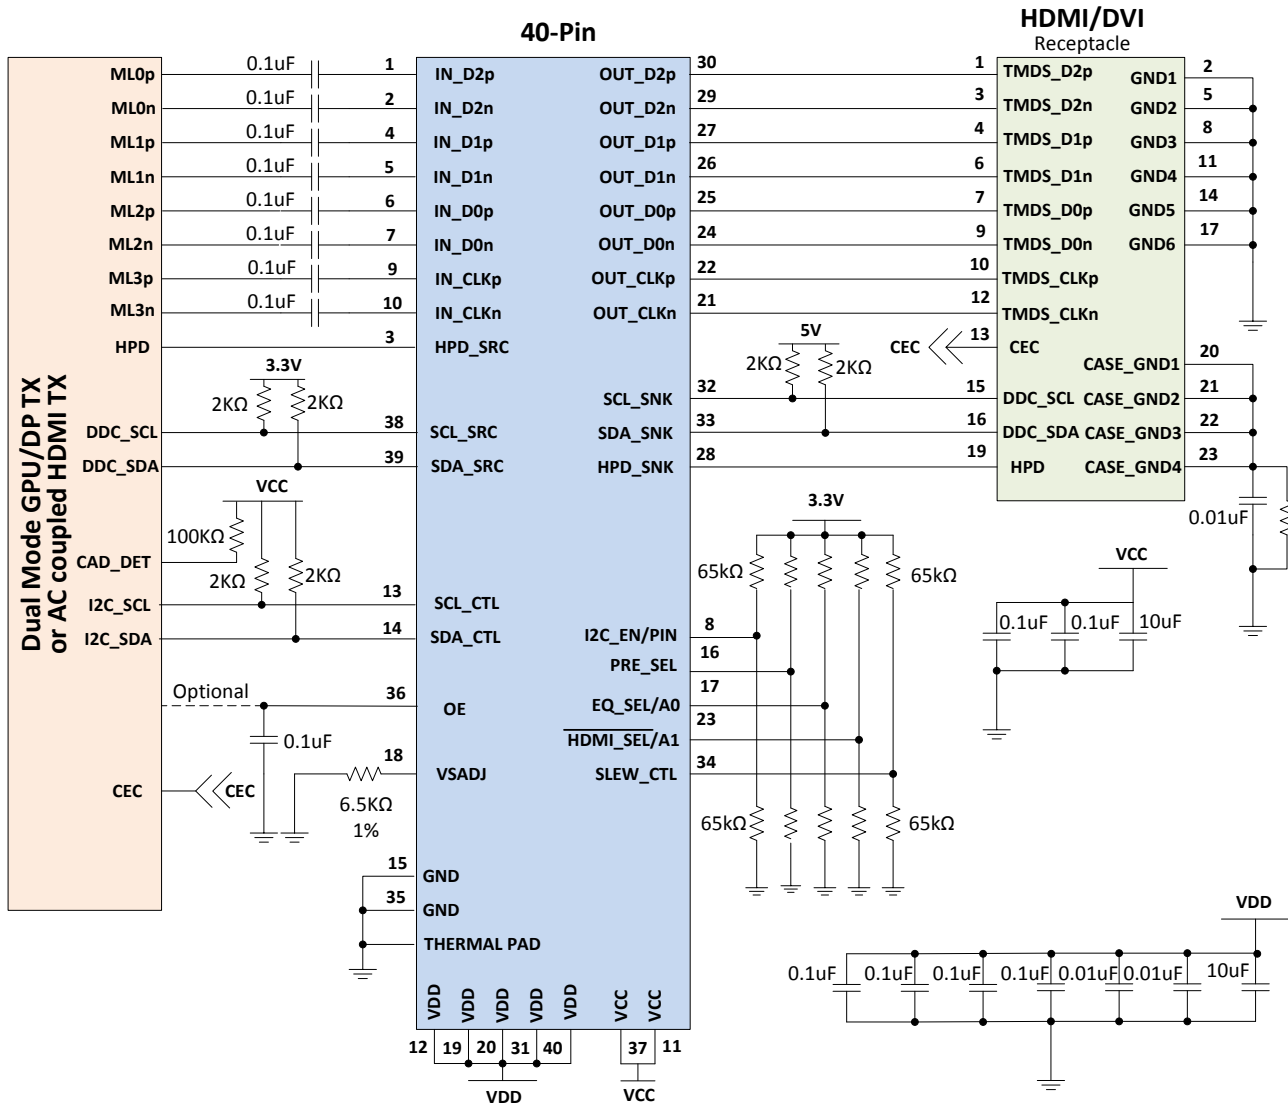 40-Pin
HDMI/DVI
Receptacle
ML0p 0.1uF 1 IN_D2p OUT_D2p 30 1 TMDS_D2p GND1 2
ML0n 0.1uF 2 IN_D2n OUT_D2n 29 3 TMDS_D2n GND2 5
ML1p 0.1uF 4 IN_D1p OUT_D1p 27 4 TMDS_D1p GND3 8
ML1n 0.1uF 5 IN_D1n OUT_D1n 26 6 TMDS_D1n GND4 11
ML2p 0.1uF 6 IN_D0p OUT_D0p 25 7 TMDS_D0p GND5 14
ML2n 0.1uF 7 IN_D0n OUT_D0n 24 9 TMDS_D0n GND6 17
ML3p 0.1uF 9 IN_CLKp OUT_CLKp 22 10 TMDS_CLKp
ML3n 0.1uF 10 IN_CLKn OUT_CLKn 21 12 TMDS_CLKn
HPD 3 HPD_SRC 5V CEC 13 CEC
3.3V 2KΩ 2KΩ CASE_GND1 20
2KΩ 2KΩ SCL_SNK 32 15 DDC_SCL CASE_GND2 21
DDC_SCL 38 SCL_SRC SDA_SNK 33 16 DDC_SDA CASE_GND3 22
DDC_SDA 39 SDA_SRC HPD_SNK 28 19 HPD CASE_GND4 23
VCC 3.3V 0.01uF
100KΩ
CAD_DET 65kΩ 65kΩ VCC
2KΩ 2KΩ
I2C_SCL 13 SCL_CTL
I2C_SDA 14 SDA_CTL I2C_EN/PIN 8 0.1uF 0.1uF 10uF
PRE_SEL 16
Optional 36 OE EQ_SEL/A0 17
0.1uF HDMI_SEL/A1 23
18 VSADJ SLEW_CTL 34
CEC CEC 6.5KΩ
1%
65kΩ 65kΩ
15 GND
35 GND
THERMAL PAD
VDD
0.1uF 0.1uF 0.1uF 0.1uF 0.01uF 0.01uF 10uF
VDD VDD VDD VDD VDD VCC VCC
12 19 20 31 40 37 11
VDD VCC
Dual Mode GPU/DP TX
or AC coupled HDMI TX